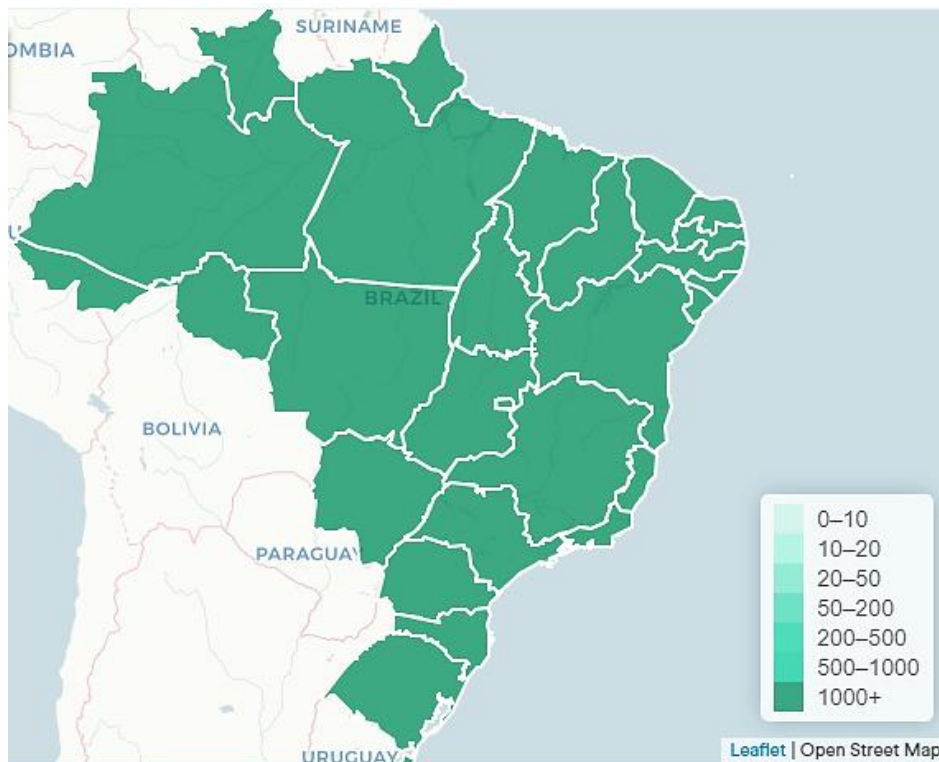 SURINAME
OMBIA
U
BRAZIL
BOLIVIA
PARAGUAY
URUGUAY
0–10
10–20
20–50
50–200
200–500
500–1000
1000+
Leaflet | Open Street Map